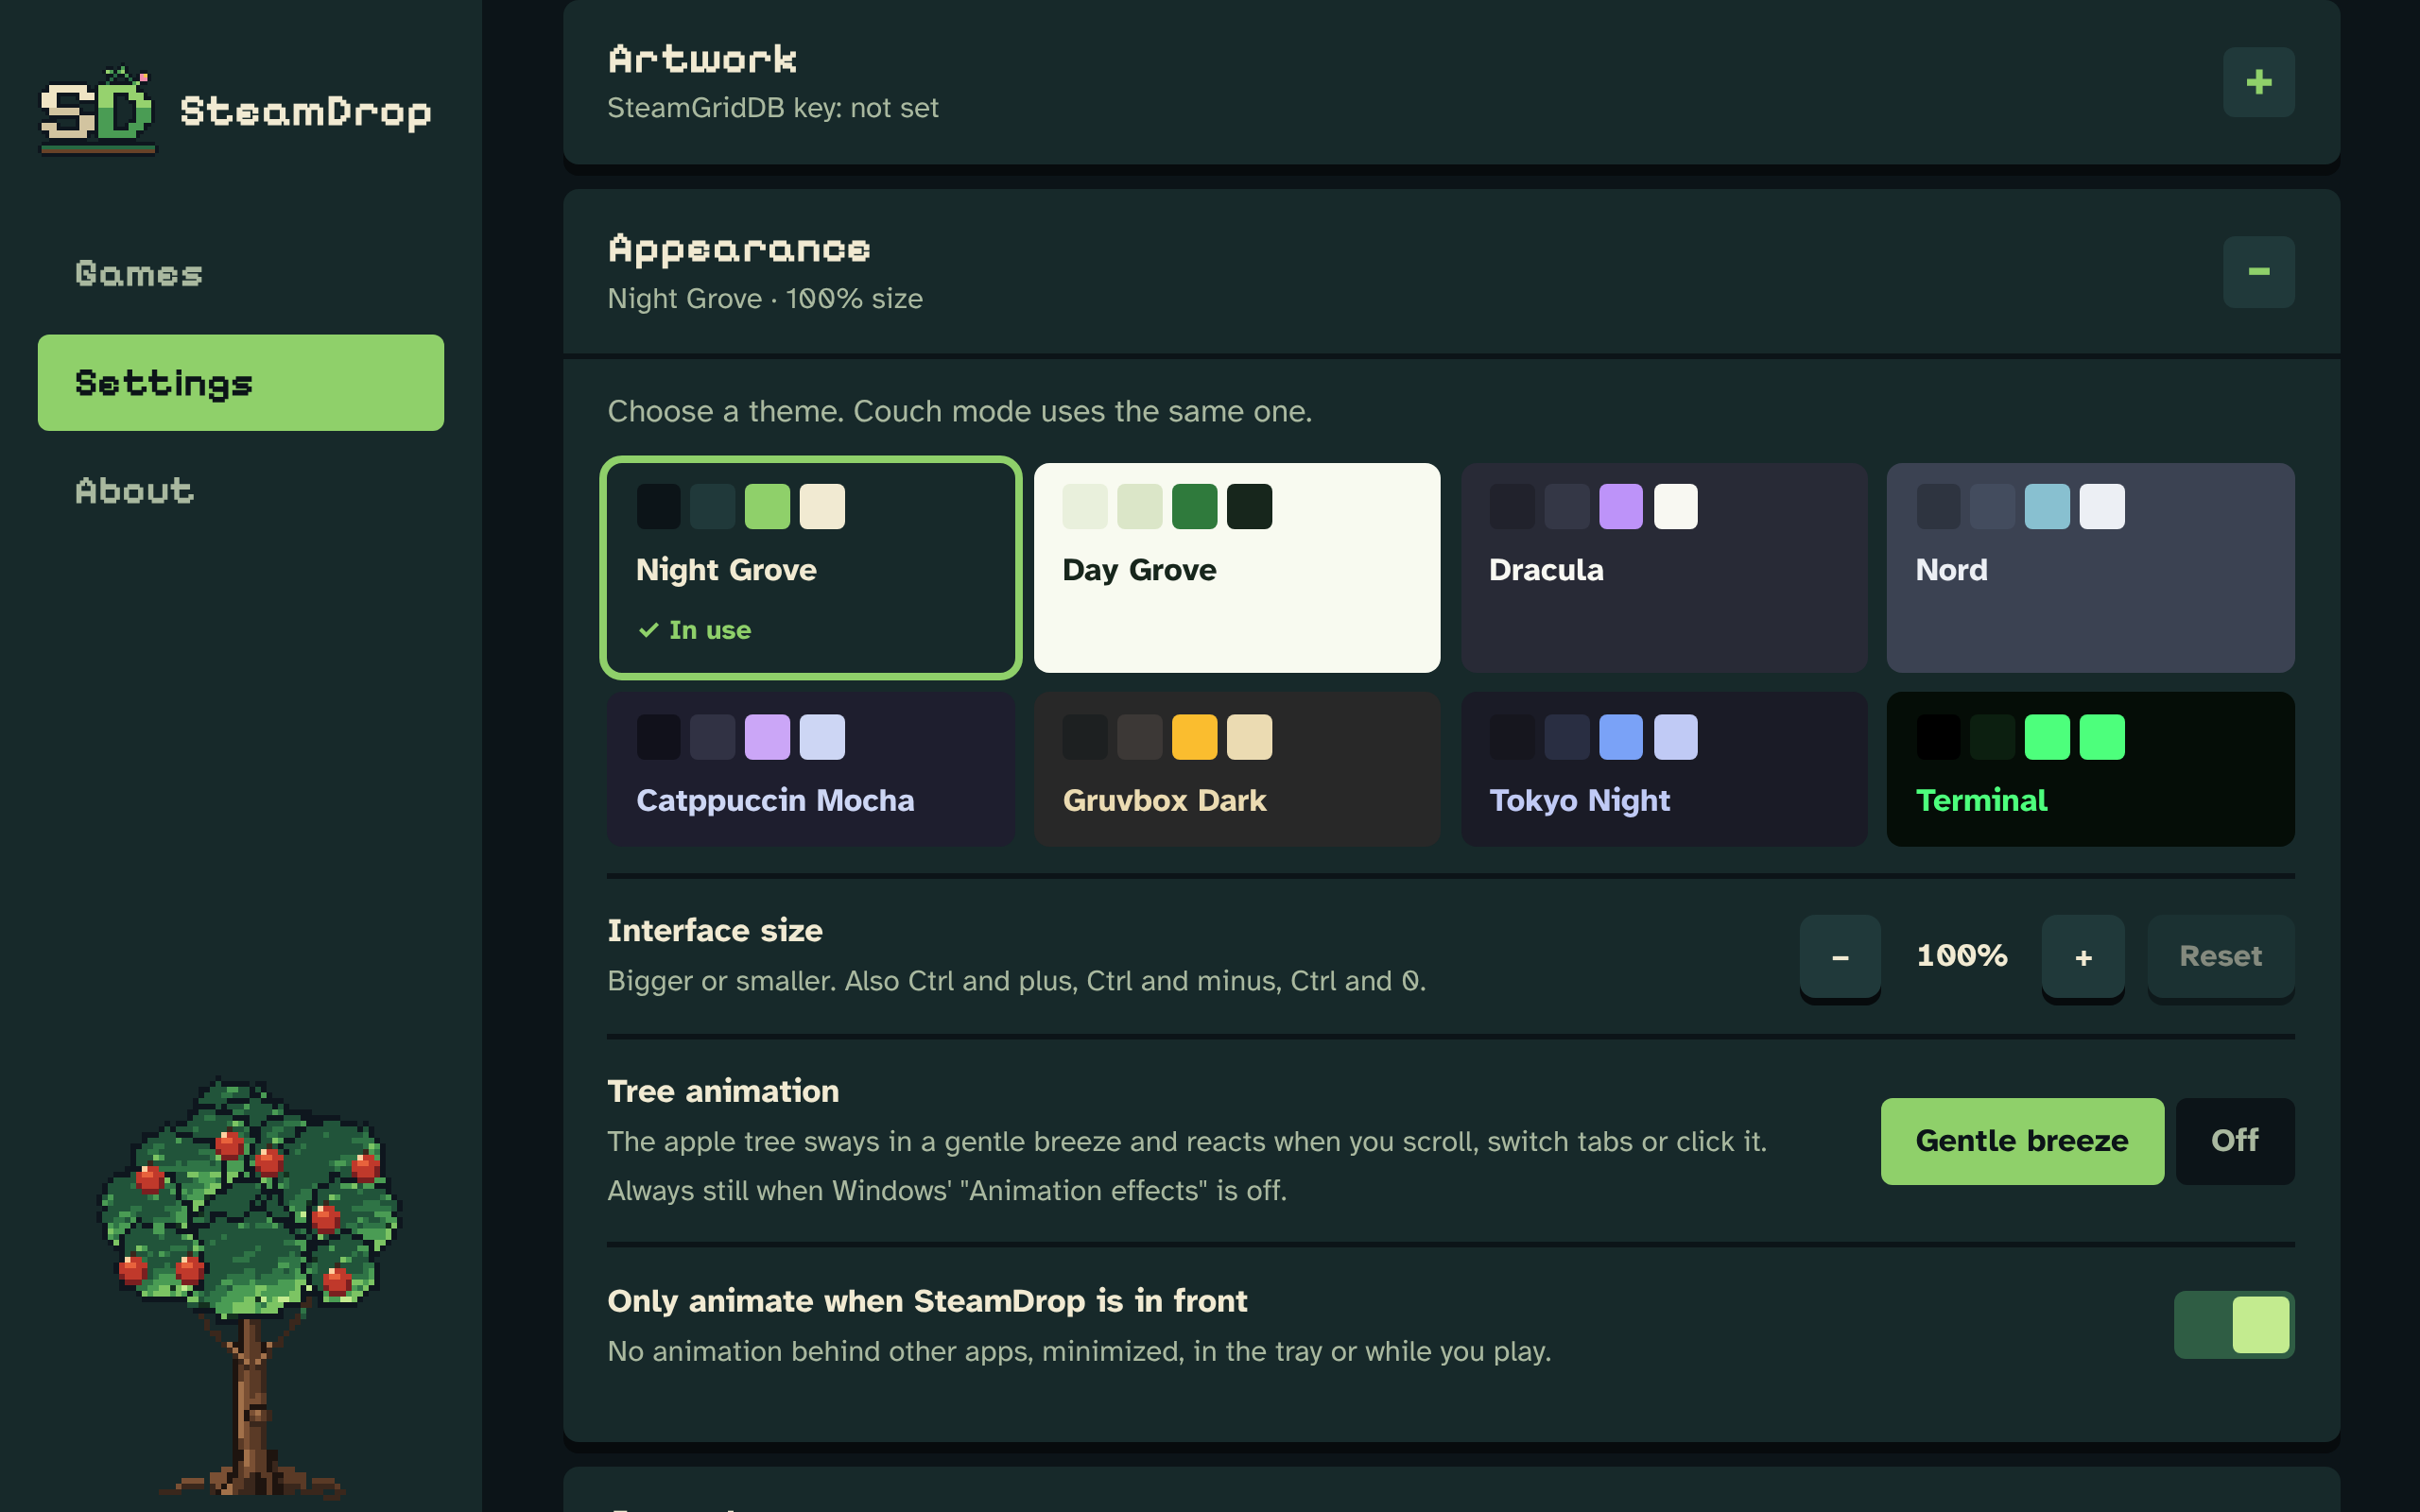 SD SteamDrop
Games
Settings
About
Artwork
SteamGridDB key: not set
+
Appearance
Night Grove · 100% size
−
Choose a theme. Couch mode uses the same one.
Night Grove
✓ In use
Day Grove
Dracula
Nord
Catppuccin Mocha
Gruvbox Dark
Tokyo Night
Terminal
Interface size
Bigger or smaller. Also Ctrl and plus, Ctrl and minus, Ctrl and 0.
− 100% + Reset
Tree animation
The apple tree sways in a gentle breeze and reacts when you scroll, switch tabs or click it.
Always still when Windows' "Animation effects" is off.
Gentle breeze Off
Only animate when SteamDrop is in front
No animation behind other apps, minimized, in the tray or while you play.